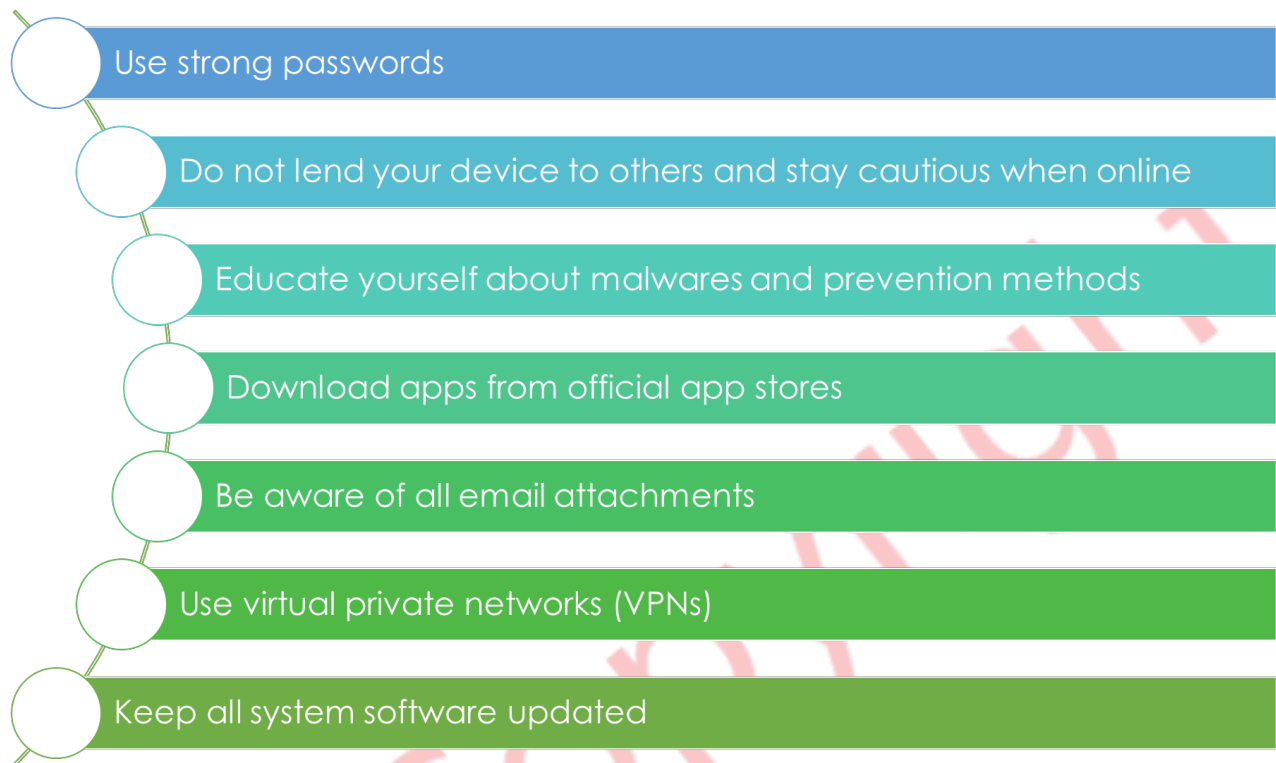 Use strong passwords
Do not lend your device to others and stay cautious when online
Educate yourself about malwares and prevention methods
Download apps from official app stores
Be aware of all email attachments
Use virtual private networks (VPNs)
Keep all system software updated